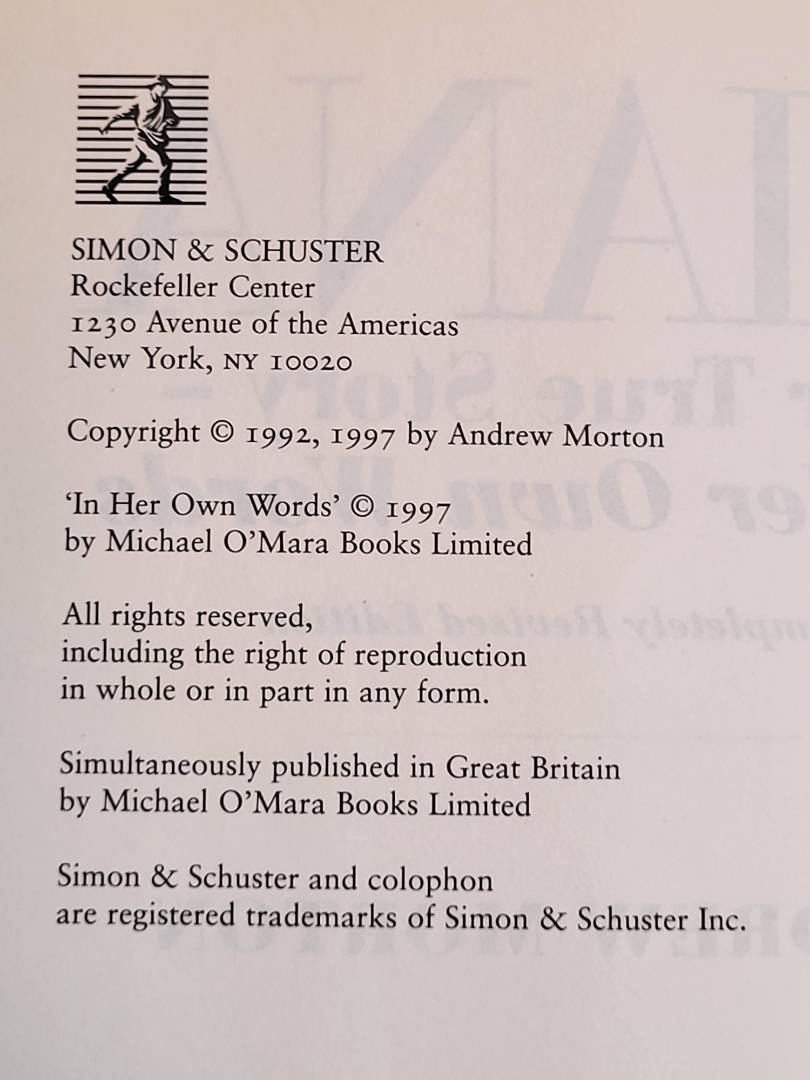 SIMON & SCHUSTER
Rockefeller Center
1230 Avenue of the Americas
New York, NY 10020
Copyright © 1992, 1997 by Andrew Morton
‘In Her Own Words’ © 1997
by Michael O’Mara Books Limited
All rights reserved,
including the right of reproduction
in whole or in part in any form.
Simultaneously published in Great Britain
by Michael O’Mara Books Limited
Simon & Schuster and colophon
are registered trademarks of Simon & Schuster Inc.